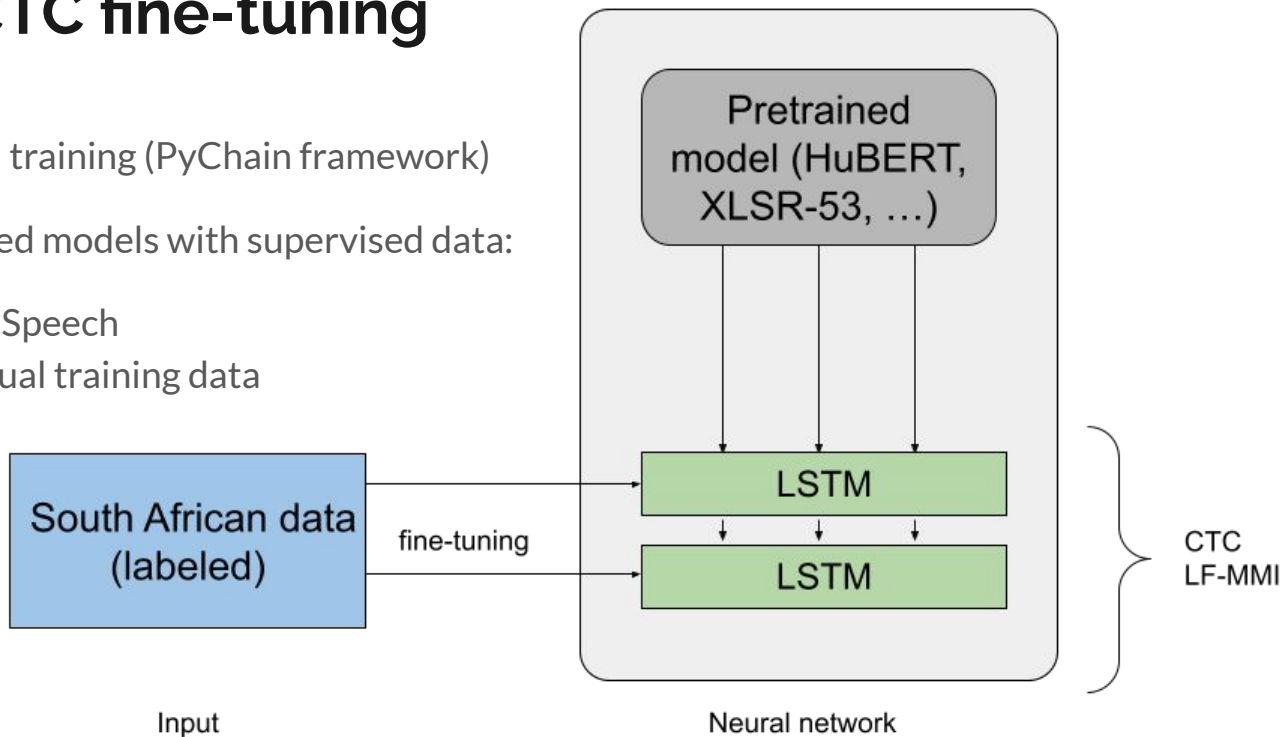 CTC fine-tuning
training (PyChain framework)
ed models with supervised data:
Speech
ual training data
Pretrained
model (HuBERT,
XLSR-53, ...)
LSTM
LSTM
South African data
(labeled)
fine-tuning
CTC
LF-MMI
Input
Neural network